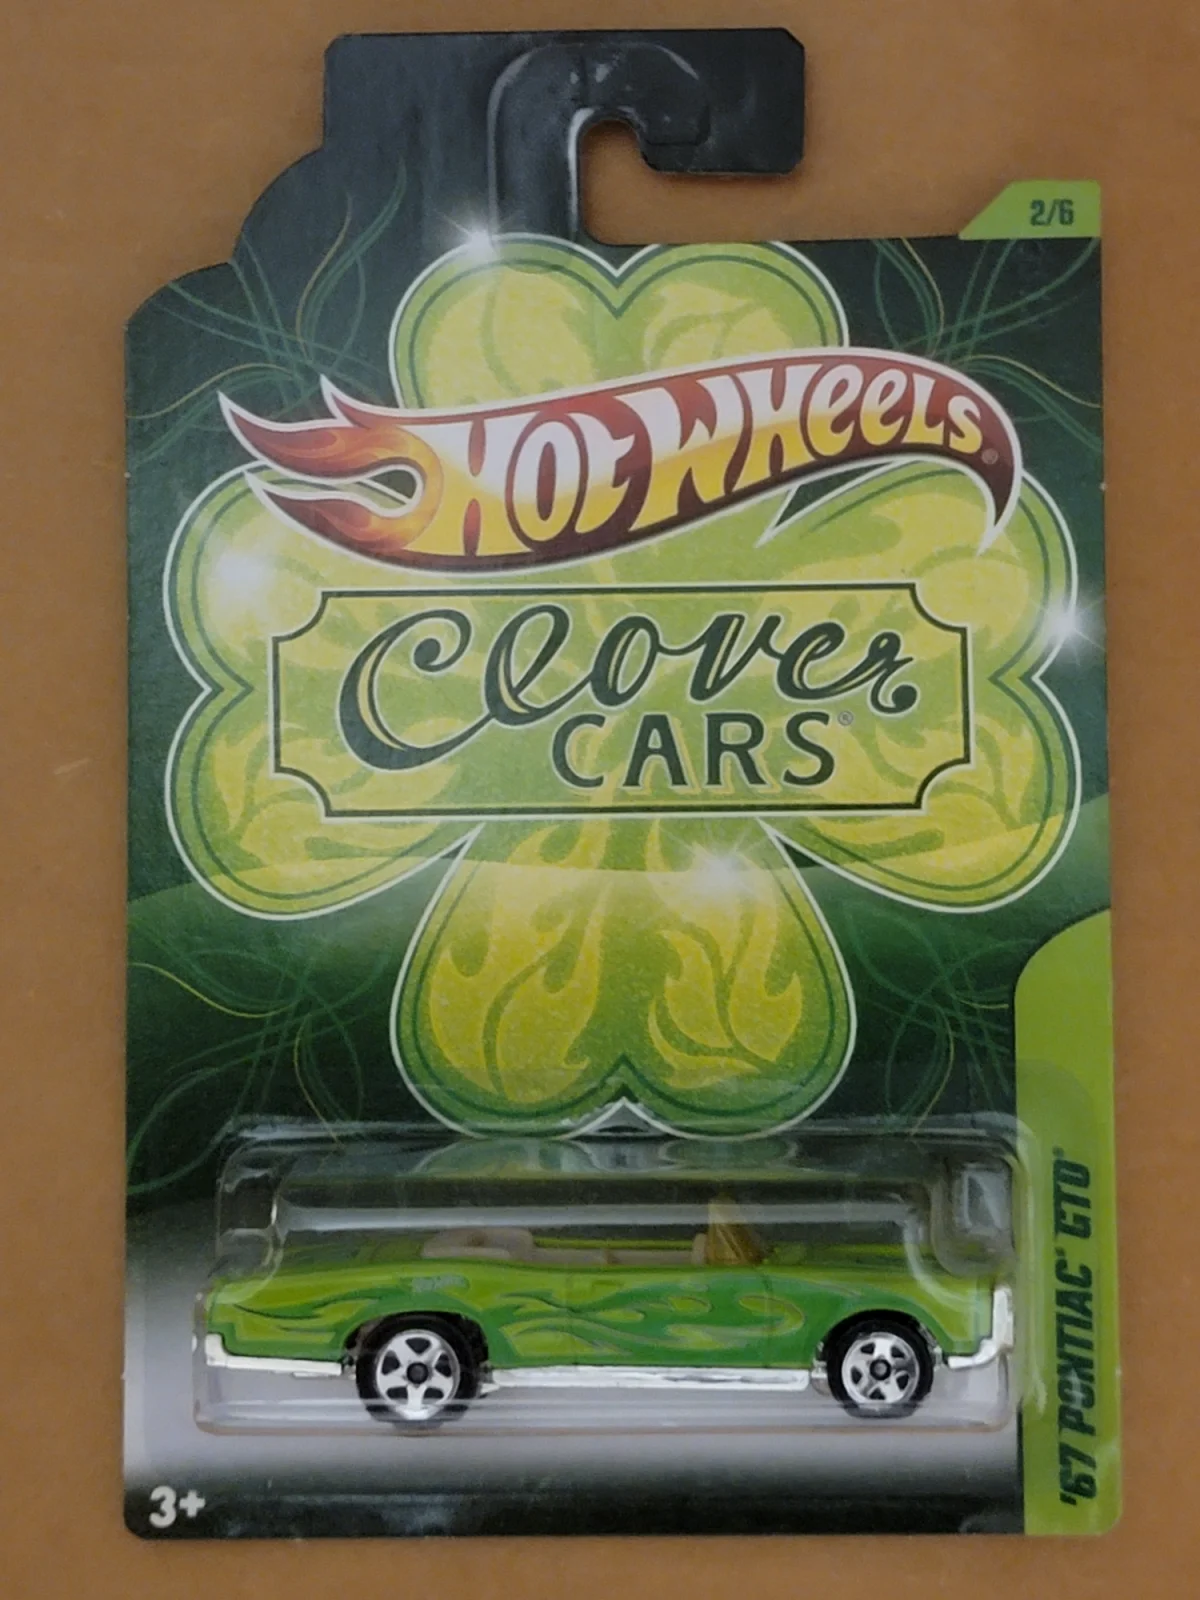 2/6
HOT WHEELS®
Clover
CARS®
'67 PONTIAC® GTO®
3+